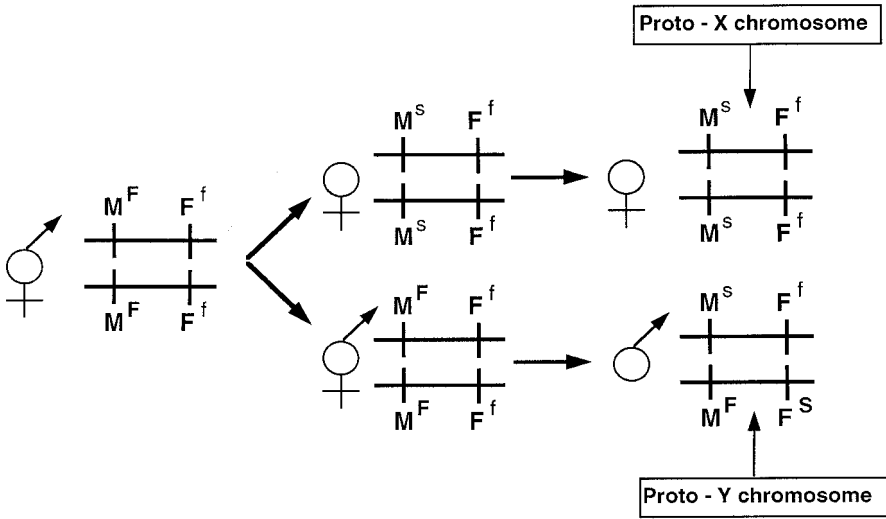 Proto - X chromosome
M^s F^f
M^s F^f
M^s F^f
M^s F^f
M^F F^f
M^F F^f
M^F F^f
M^F F^f
M^s F^f
M^F F^S
Proto - Y chromosome